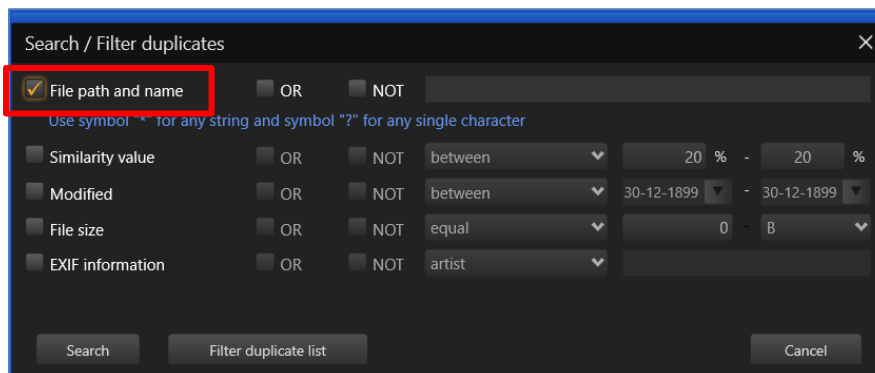 Search / Filter duplicates
File path and name OR NOT
Use symbol "*" for any string and symbol "?" for any single character
Similarity value OR NOT between 20 % - 20 %
Modified OR NOT between 30-12-1899 - 30-12-1899
File size OR NOT equal 0 - B
EXIF information OR NOT artist
Search Filter duplicate list Cancel